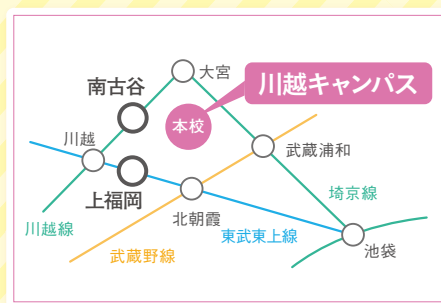 大宮
川越キャンパス
南古谷
本校
川越
武蔵浦和
上福岡
埼京線
北朝霞
川越線
東武東上線
武蔵野線
池袋